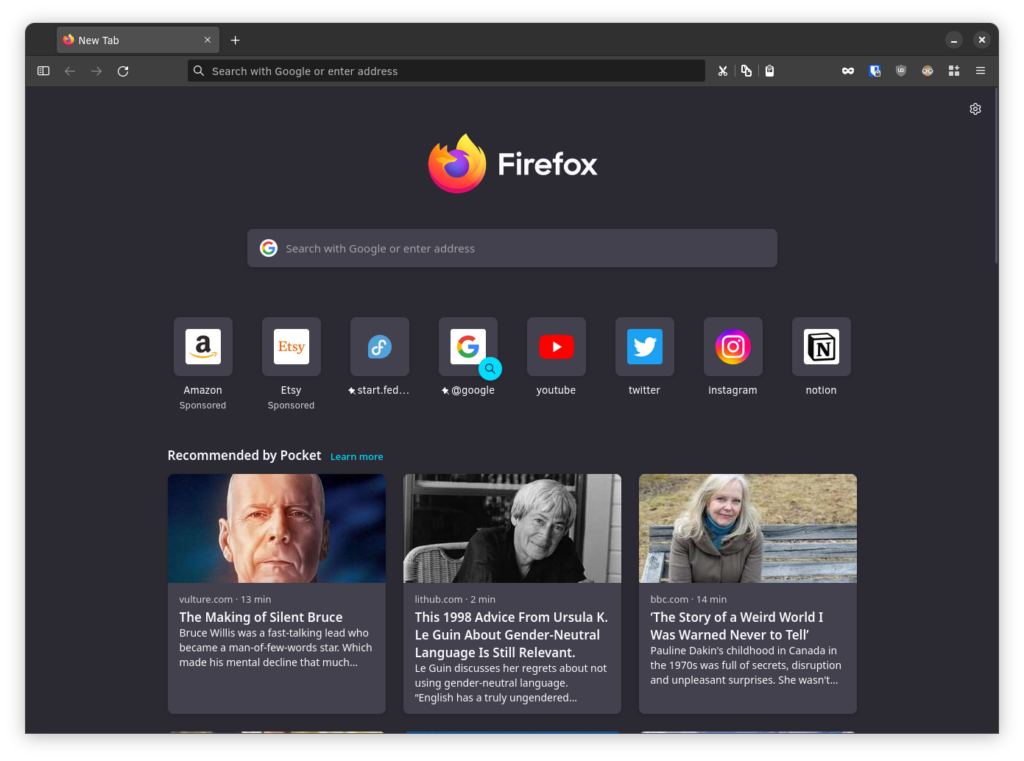 New Tab
Search with Google or enter address
Firefox
Search with Google or enter address
a
Etsy
N
Amazon
Sponsored
Etsy
Sponsored
start.fed…
@google
youtube
twitter
instagram
notion
Recommended by Pocket Learn more
vulture.com · 13 min
The Making of Silent Bruce
Bruce Willis was a fast-talking lead who
became a man-of-few-words star. Which
made his mental decline that much…
lithub.com · 2 min
This 1998 Advice From Ursula K.
Le Guin About Gender-Neutral
Language Is Still Relevant.
Le Guin discusses her regrets about not
using gender-neutral language.
“English has a truly ungendered…
bbc.com · 14 min
‘The Story of a Weird World I
Was Warned Never to Tell’
Pauline Dakin's childhood in Canada in
the 1970s was full of secrets, disruption
and unpleasant surprises. She wasn't…